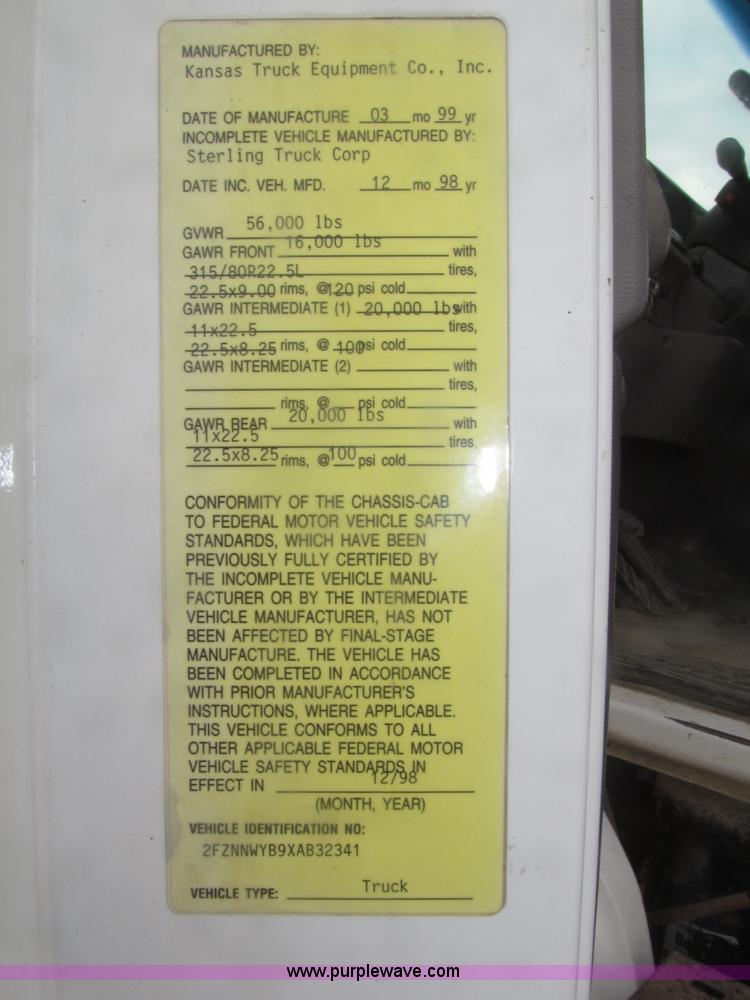 MANUFACTURED BY:
Kansas Truck Equipment Co., Inc.
DATE OF MANUFACTURE 03 mo 99 yr
INCOMPLETE VEHICLE MANUFACTURED BY:
Sterling Truck Corp
DATE INC. VEH. MFD. 12 mo 98 yr
GVWR 56,000 lbs
GAWR FRONT 16,000 lbs with
315/80R22.5L tires,
22.5x9.00 rims, @120 psi cold
GAWR INTERMEDIATE (1) 20,000 lbs with
11x22.5 tires,
22.5x8.25 rims, @ 100 psi cold
GAWR INTERMEDIATE (2) with
tires,
rims, @ psi cold
GAWR REAR 20,000 lbs with
11x22.5 tires,
22.5x8.25 rims, @100 psi cold
CONFORMITY OF THE CHASSIS-CAB
TO FEDERAL MOTOR VEHICLE SAFETY
STANDARDS, WHICH HAVE BEEN
PREVIOUSLY FULLY CERTIFIED BY
THE INCOMPLETE VEHICLE MANU-
FACTURER OR BY THE INTERMEDIATE
VEHICLE MANUFACTURER, HAS NOT
BEEN AFFECTED BY FINAL-STAGE
MANUFACTURE. THE VEHICLE HAS
BEEN COMPLETED IN ACCORDANCE
WITH PRIOR MANUFACTURER'S
INSTRUCTIONS, WHERE APPLICABLE.
THIS VEHICLE CONFORMS TO ALL
OTHER APPLICABLE FEDERAL MOTOR
VEHICLE SAFETY STANDARDS IN
EFFECT IN 12/98
(MONTH, YEAR)
VEHICLE IDENTIFICATION NO:
2FZNNWYB9XAB32341
VEHICLE TYPE: Truck
www.purplewave.com